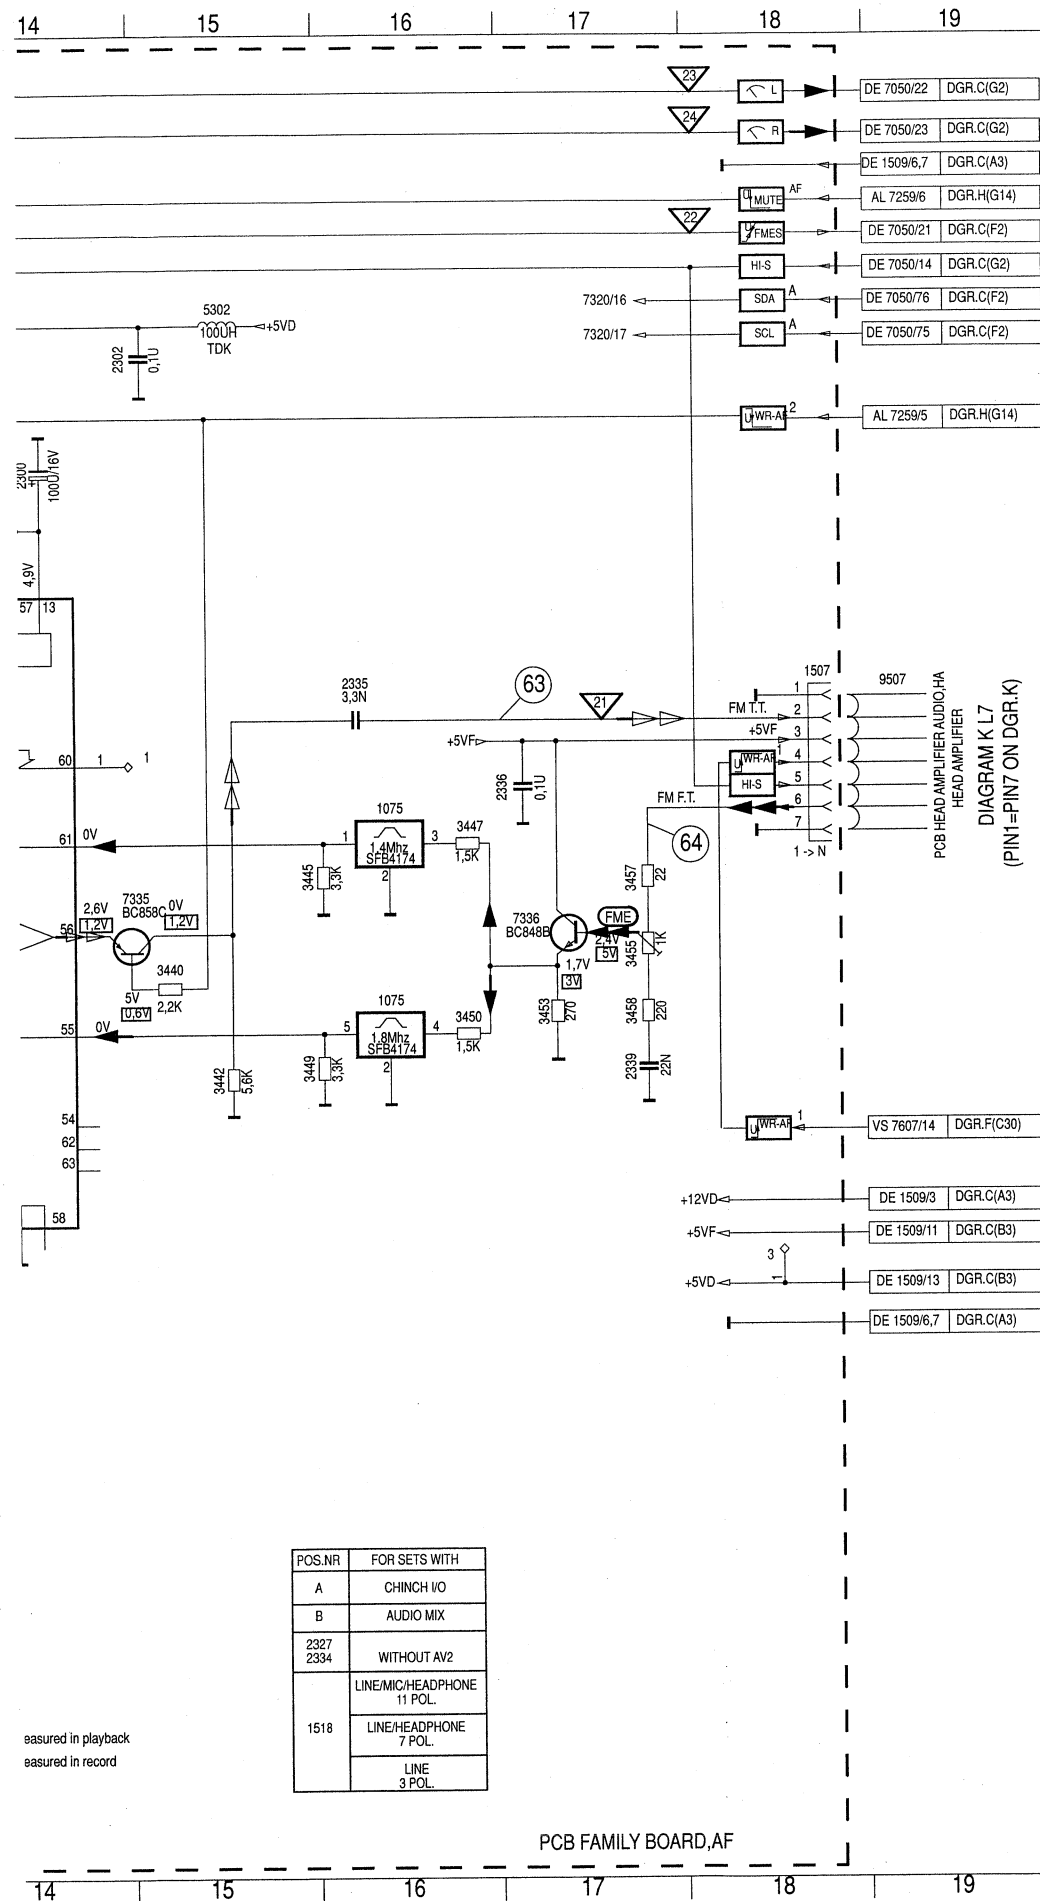 14 15 16 17 18 19
23
L DE 7050/22 DGR.C(G2)
24
R DE 7050/23 DGR.C(G2)
DE 1509/6,7 DGR.C(A3)
MUTE AF AL 7259/6 DGR.H(G14)
22
FMES DE 7050/21 DGR.C(F2)
HI-S DE 7050/14 DGR.C(G2)
7320/16 SDA A DE 7050/76 DGR.C(F2)
7320/17 SCL A DE 7050/75 DGR.C(F2)
5302
100UH
TDK
+5VD
2302
0,1U
U WR-AF 2 AL 7259/5 DGR.H(G14)
2300
100U/16V
+
4,9V
57 13
60 1 1
2335
3,3N
63
21
1507
9507
FM T.T.
+5VF
+5VF
1
2
3
4
5
6
7
1 -> N
U WR-AF 1
HI-S
FM F.T.
64
PCB HEAD AMPLIFIER AUDIO,HA
HEAD AMPLIFIER
DIAGRAM K L7
(PIN1=PIN7 ON DGR.K)
2336
0,1U
61 0V
1075
1 3
1.4Mhz
SFB4174
2
3447
1,5K
3445
3,3K
3457
22
56
2,6V
1,2V
7335
BC858C
0V
1,2V
5V
0,6V
3440
2,2K
7336
BC848B
FME
2,4V
5V
3455
1K
1,7V
3V
3453
270
3458
220
2339
22N
55 0V
1075
5 4
1.8Mhz
SFB4174
2
3450
1,5K
3449
3,3K
3442
5,6K
54
62
63
58
U WR-AF 1 VS 7607/14 DGR.F(C30)
+12VD DE 1509/3 DGR.C(A3)
+5VF DE 1509/11 DGR.C(B3)
3
1
+5VD DE 1509/13 DGR.C(B3)
DE 1509/6,7 DGR.C(A3)
POS.NR FOR SETS WITH
A CHINCH I/O
B AUDIO MIX
2327
2334 WITHOUT AV2
LINE/MIC/HEADPHONE
11 POL.
1518 LINE/HEADPHONE
7 POL.
LINE
3 POL.
easured in playback
easured in record
PCB FAMILY BOARD,AF
14 15 16 17 18 19